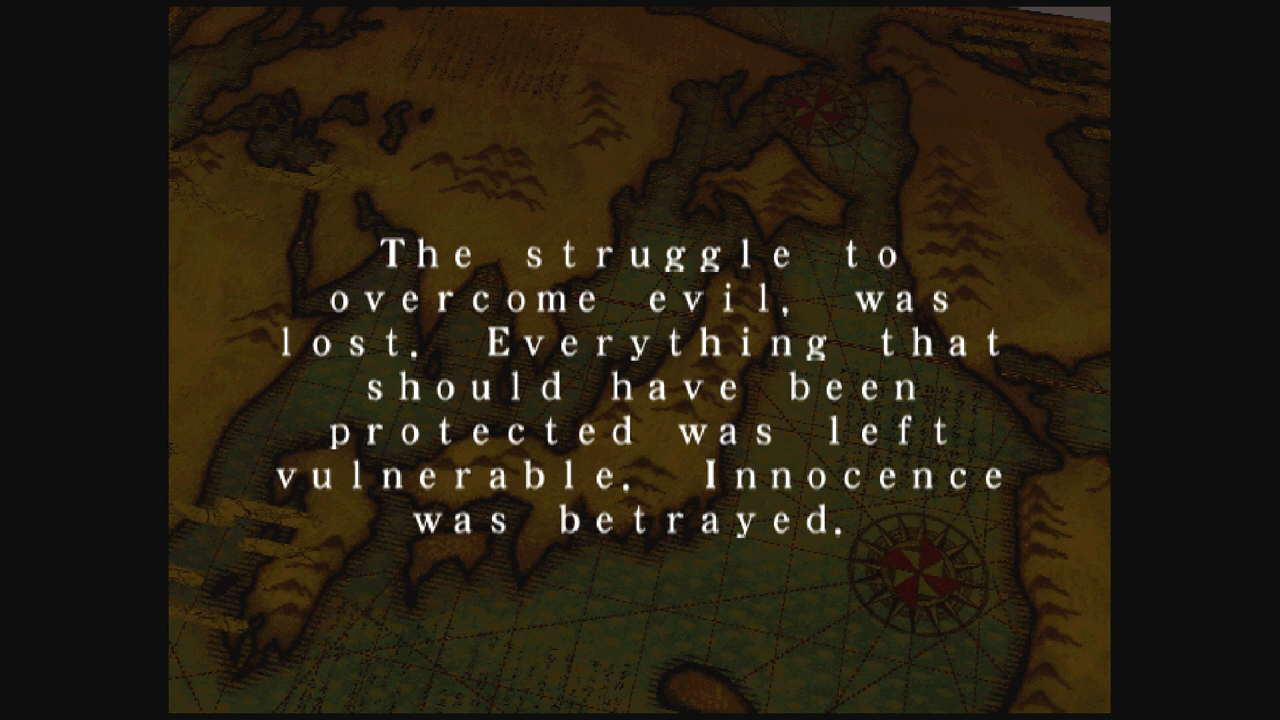 The struggle to
overcome evil, was
lost. Everything that
should have been
protected was left
vulnerable. Innocence
was betrayed.